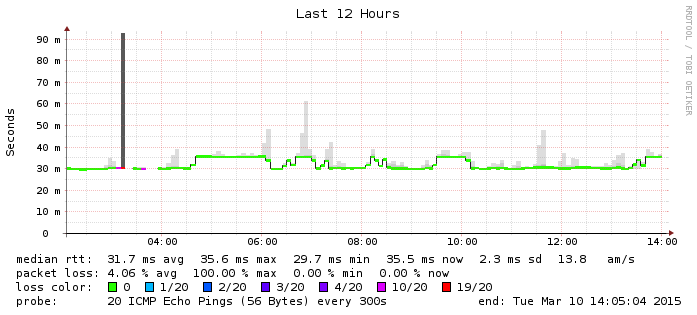 Last 12 Hours
RRDTOOL / TOBI OETIKER
Seconds
90 m
80 m
70 m
60 m
50 m
40 m
30 m
20 m
10 m
0
04:00 06:00 08:00 10:00 12:00 14:00
median rtt: 31.7 ms avg 35.6 ms max 29.7 ms min 35.5 ms now 2.3 ms sd 13.8 am/s
packet loss: 4.06 % avg 100.00 % max 0.00 % min 0.00 % now
loss color: 0 1/20 2/20 3/20 4/20 10/20 19/20
probe: 20 ICMP Echo Pings (56 Bytes) every 300s end: Tue Mar 10 14:05:04 2015